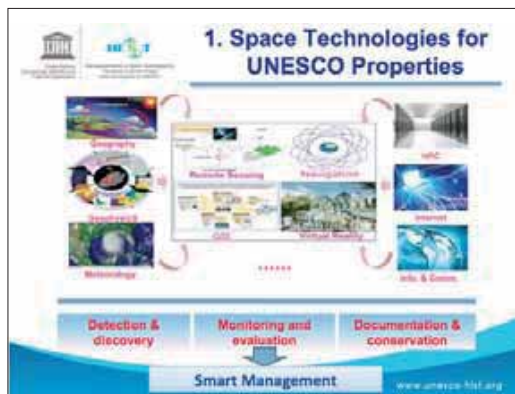 1. Space Technologies for
UNESCO Properties
Geography
Remote Sensing
Navigation
HPC
Geophysics
GIS
Virtual Reality
Internet
Meteorology
Info. & Comm.
......
Detection &
discovery
Monitoring and
evaluation
Documentation &
conservation
Smart Management
www.unesco-hist.org